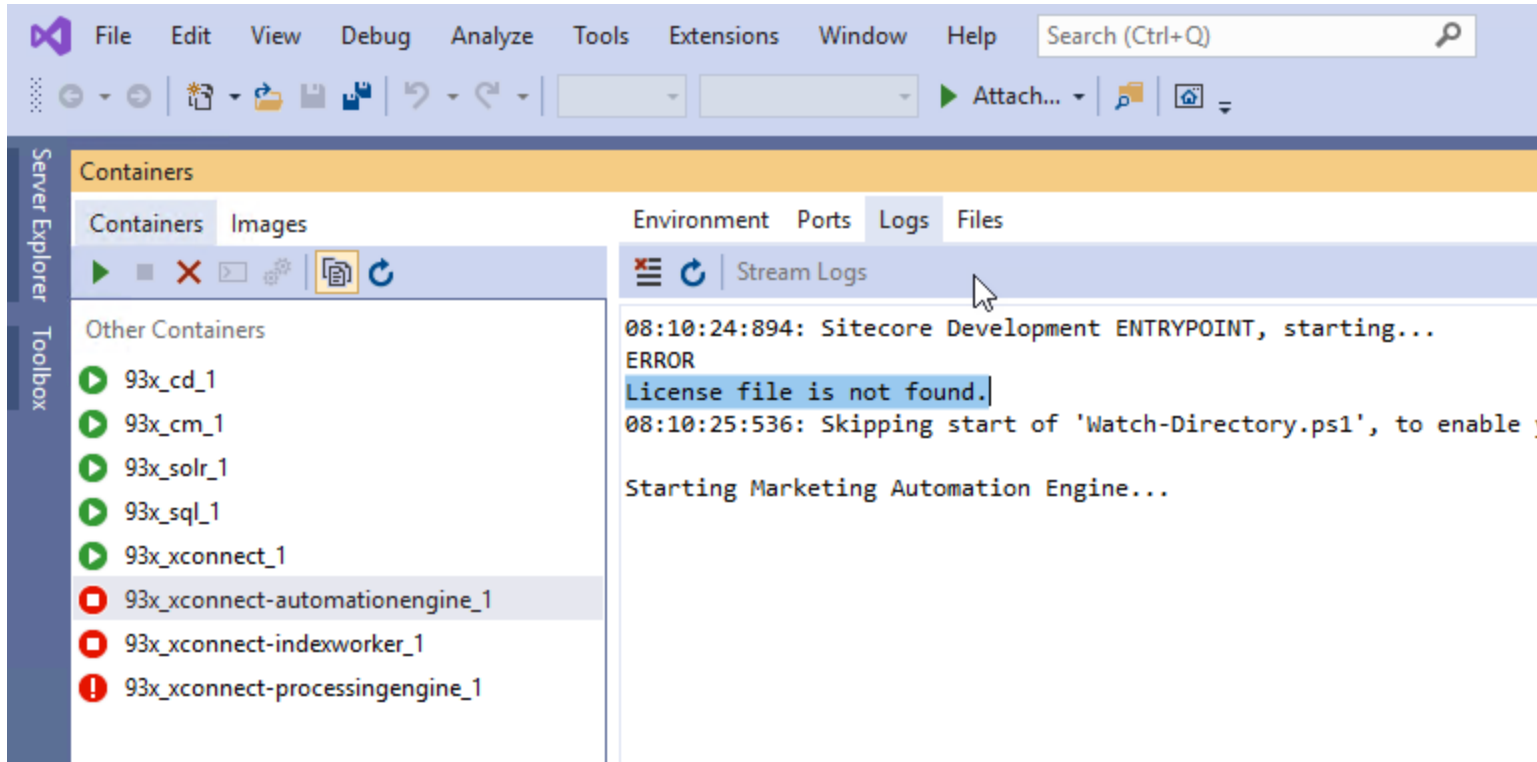 File Edit View Debug Analyze Tools Extensions Window Help Search (Ctrl+Q)
Attach...
Server Explorer
Toolbox
Containers
Containers Images
Environment Ports Logs Files
Stream Logs
Other Containers
93x_cd_1
93x_cm_1
93x_solr_1
93x_sql_1
93x_xconnect_1
93x_xconnect-automationengine_1
93x_xconnect-indexworker_1
93x_xconnect-processingengine_1
08:10:24:894: Sitecore Development ENTRYPOINT, starting...
ERROR
License file is not found.
08:10:25:536: Skipping start of 'Watch-Directory.ps1', to enable
Starting Marketing Automation Engine...